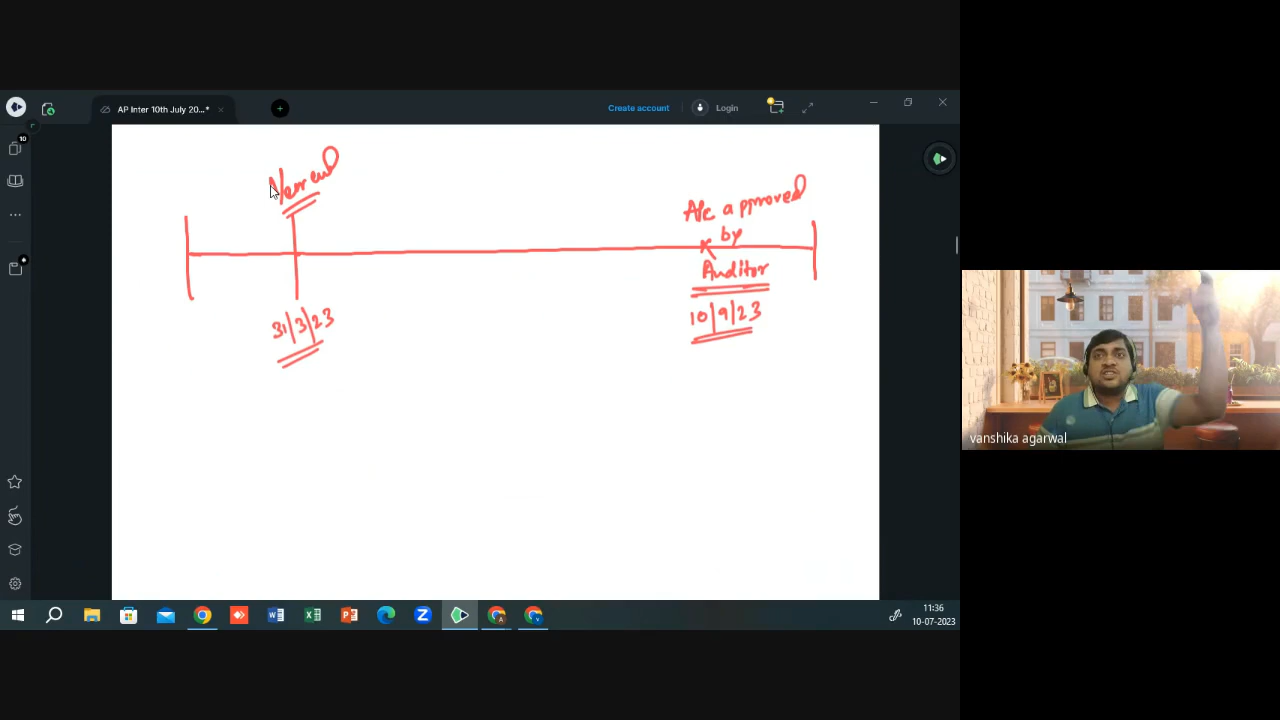 AP Inter 10th July 20...*
Create account
Login
10
Year end
A/c approved
by
Auditor
31/3/23
10/9/23
vanshika agarwal
11:36
10-07-2023